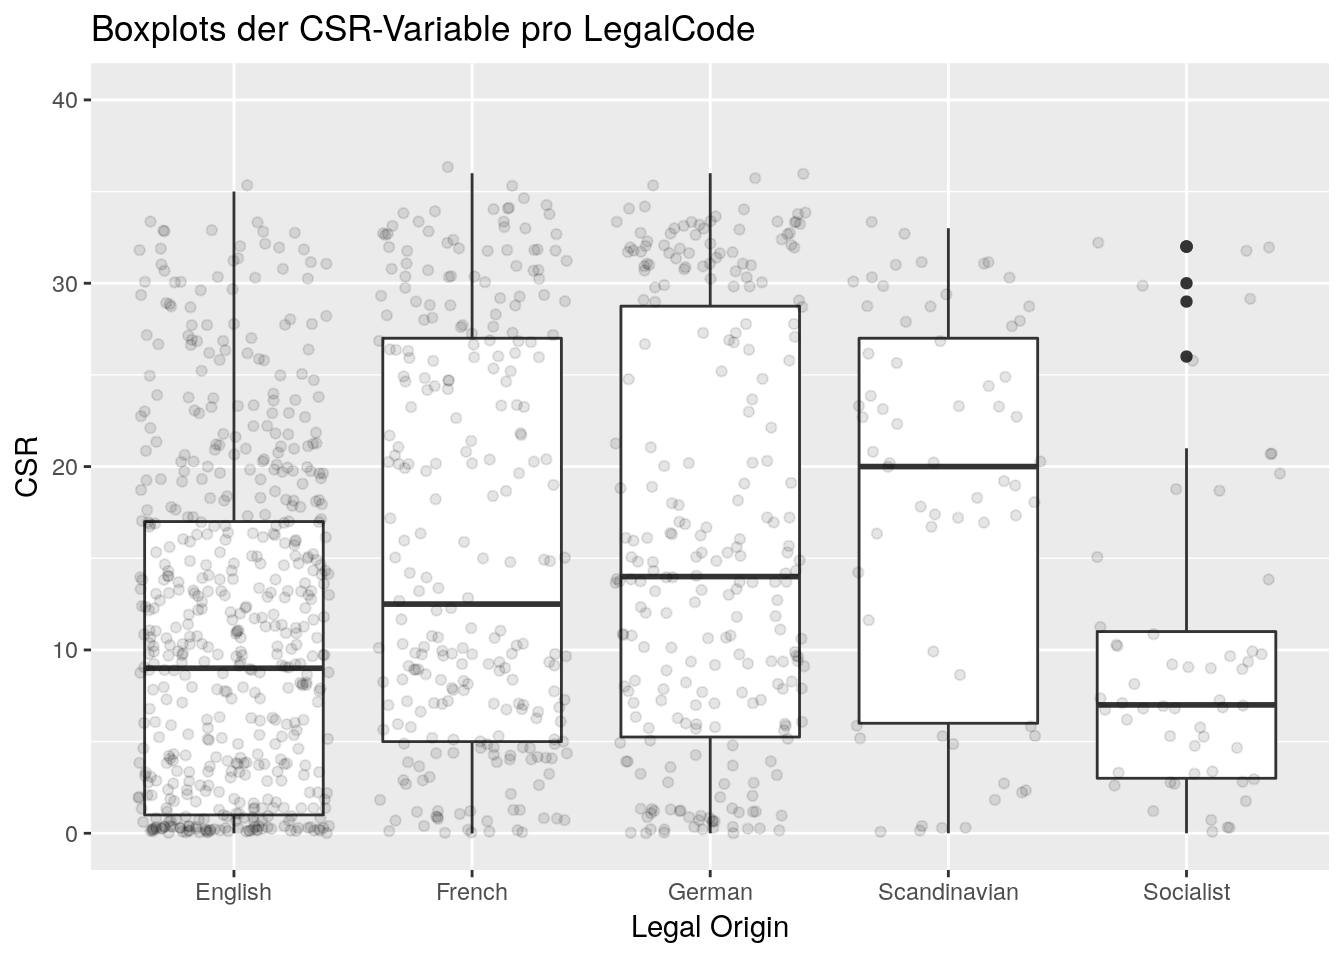 Boxplots der CSR-Variable pro LegalCode
40
30
20
10
0
CSR
English
French
German
Scandinavian
Socialist
Legal Origin